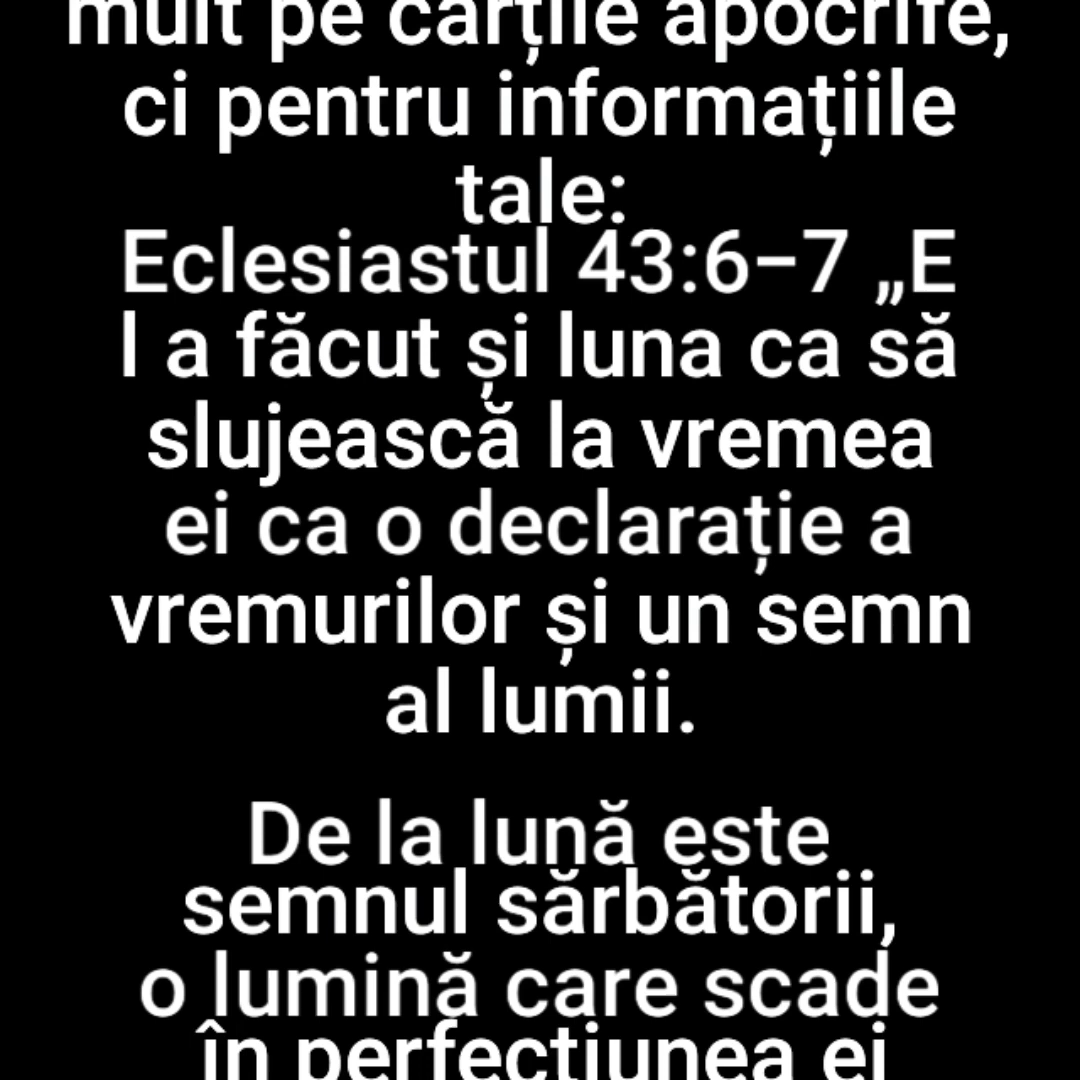 mult pe cărțile apocrife,
ci pentru informațiile
tale:
Eclesiastul 43:6–7 „E
l a făcut și luna ca să
slujească la vremea
ei ca o declarație a
vremurilor și un semn
al lumii.
De la lună este
semnul sărbătorii,
o lumină care scade
în perfecțiunea ei